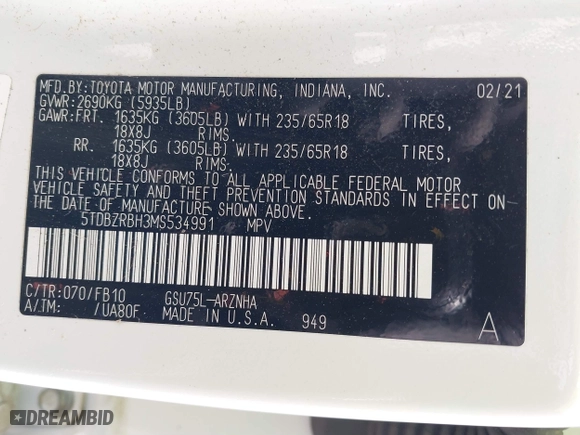 MFD.BY:TOYOTA MOTOR MANUFACTURING, INDIANA, INC. 02/21
GVWR:2690KG (5935LB)
GAWR:FRT. 1635KG (3605LB) WITH 235/65R18 TIRES,
18X8J RIMS.
RR. 1635KG (3605LB) WITH 235/65R18 TIRES,
18X8J RIMS.
THIS VEHICLE CONFORMS TO ALL APPLICABLE FEDERAL MOTOR
VEHICLE SAFETY AND THEFT PREVENTION STANDARDS IN EFFECT ON
THE DATE OF MANUFACTURE SHOWN ABOVE.
5TDBZRBH3MS534991 MPV
C/TR:070/FB10 GSU75L-ARZNHA
A/TM: /UA80F MADE IN U.S.A. 949 A
DREAMBID